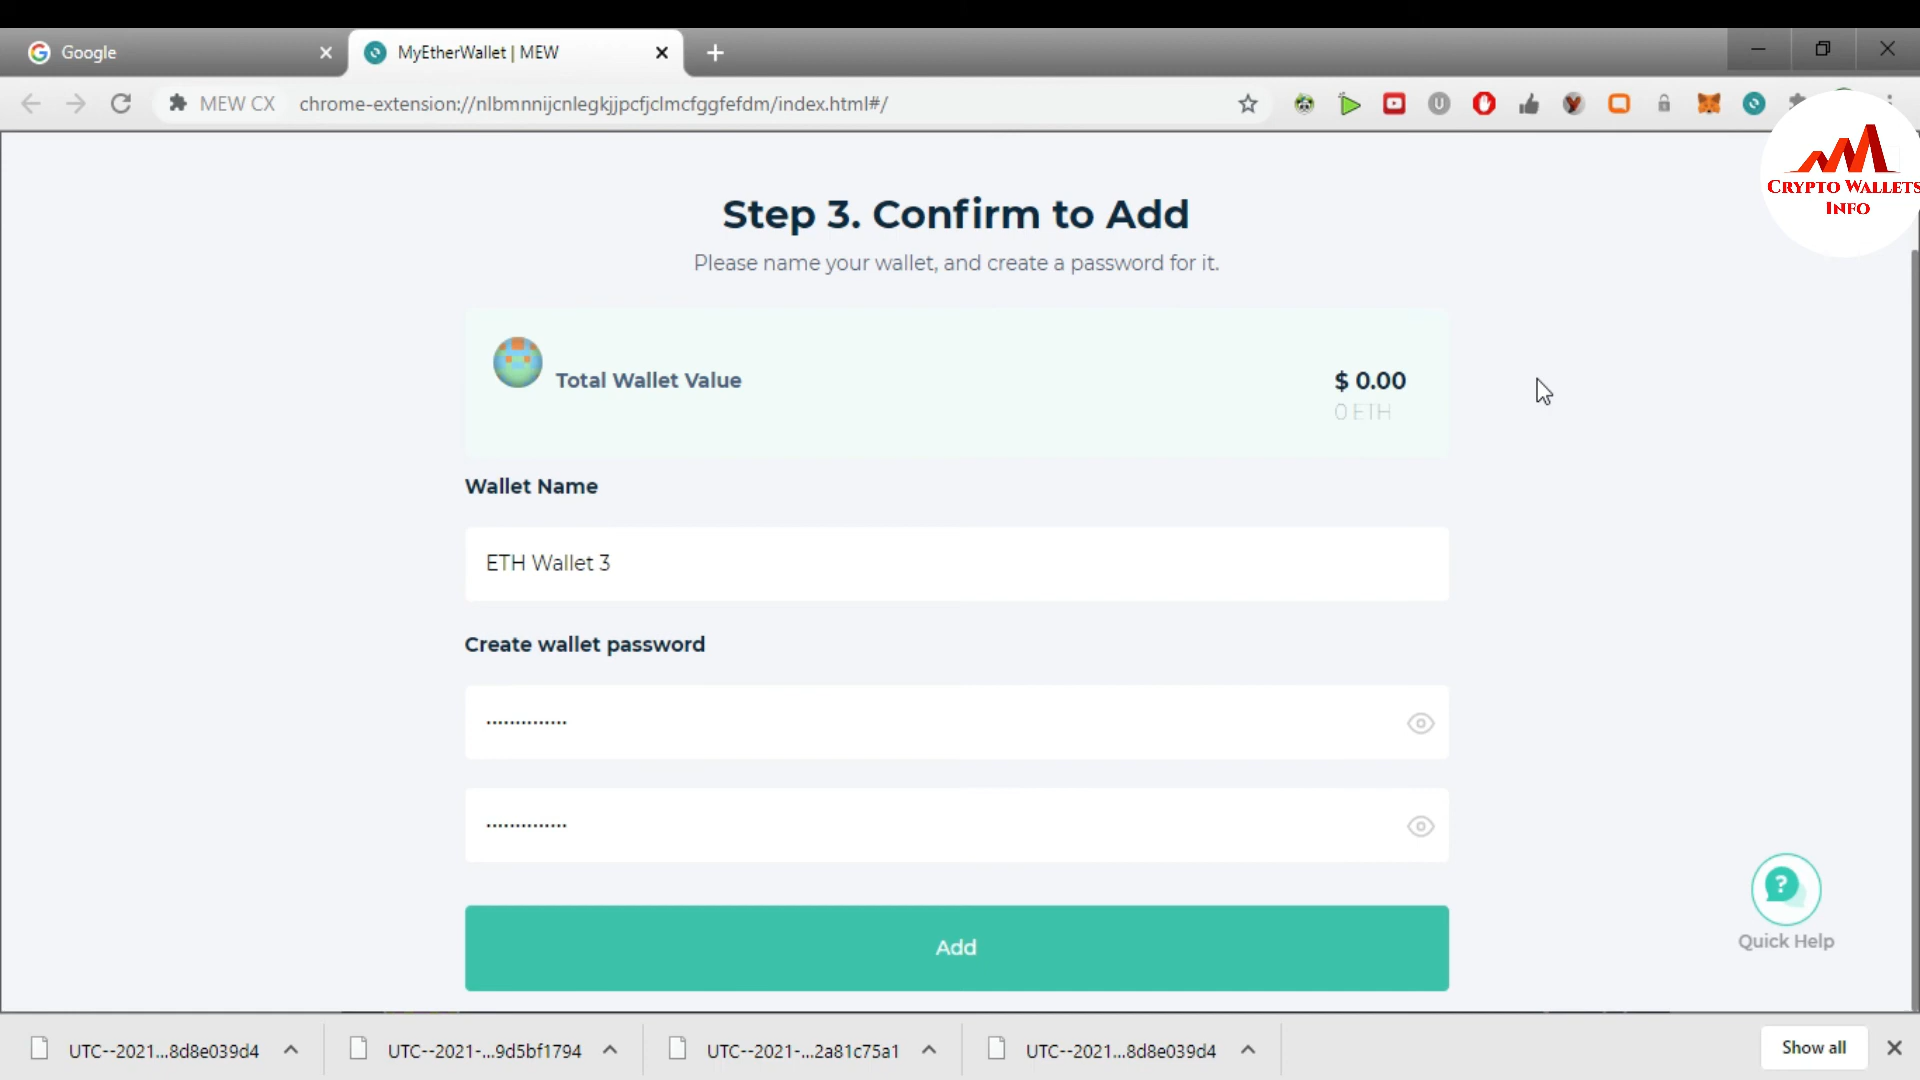 Google
MyEtherWallet | MEW
MEW CX
chrome-extension://nlbmnnijcnlegkjjpcfjclmcfggfefdm/index.html#/
CRYPTO WALLETS
INFO
Step 3. Confirm to Add
Please name your wallet, and create a password for it.
Total Wallet Value
$ 0.00
0 ETH
Wallet Name
ETH Wallet 3
Create wallet password
Add
Quick Help
UTC--2021...8d8e039d4
UTC--2021-...9d5bf1794
UTC--2021-...2a81c75a1
UTC--2021...8d8e039d4
Show all